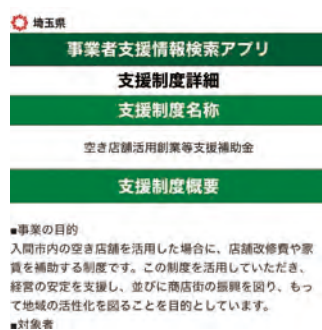 埼玉県
事業者支援情報検索アプリ
支援制度詳細
支援制度名称
空き店舗活用創業等支援補助金
支援制度概要
■事業の目的
入間市内の空き店舗を活用した場合に、店舗改修費や家
賃を補助する制度です。この制度を活用していただき、
経営の安定を支援し、並びに商店街の振興を図り、もっ
て地域の活性化を図ることを目的としています。
■対象者